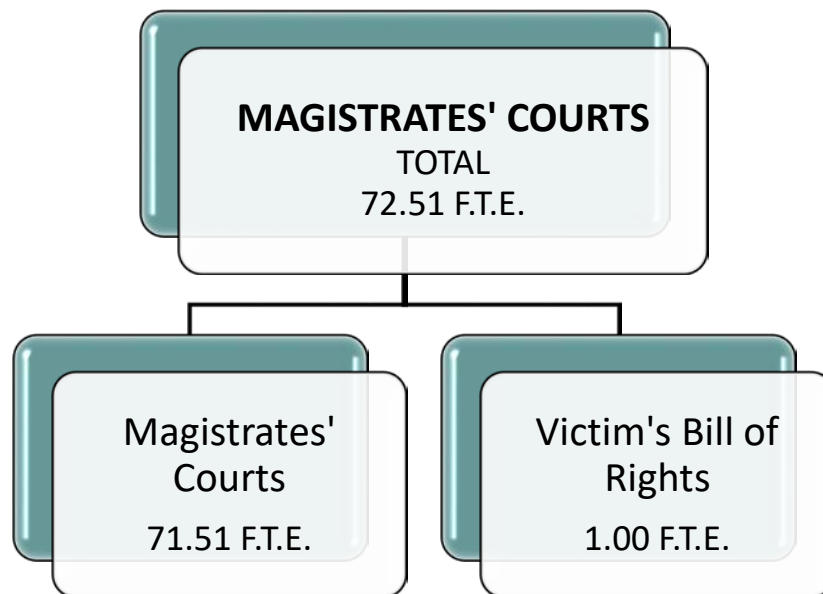 MAGISTRATES' COURTS
TOTAL
72.51 F.T.E.
Magistrates'
Courts
71.51 F.T.E.
Victim's Bill of
Rights
1.00 F.T.E.